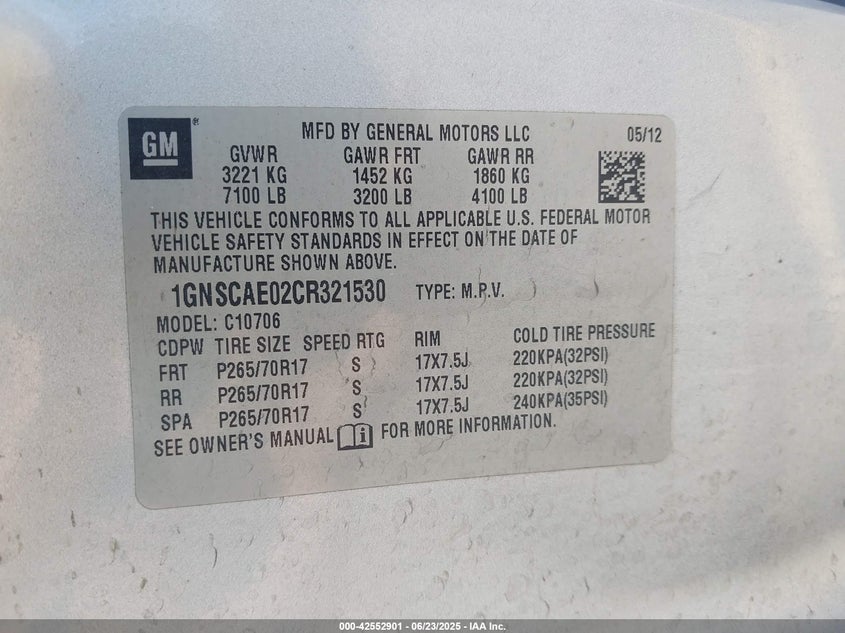 GM ®
MFD BY GENERAL MOTORS LLC 05/12
GVWR GAWR FRT GAWR RR
3221 KG 1452 KG 1860 KG
7100 LB 3200 LB 4100 LB
THIS VEHICLE CONFORMS TO ALL APPLICABLE U.S. FEDERAL MOTOR
VEHICLE SAFETY STANDARDS IN EFFECT ON THE DATE OF
MANUFACTURE SHOWN ABOVE.
1GNSCAE02CR321530 TYPE: M.P.V.
MODEL: C10706
CDPW TIRE SIZE SPEED RTG RIM COLD TIRE PRESSURE
FRT P265/70R17 S 17X7.5J 220KPA(32PSI)
RR P265/70R17 S 17X7.5J 220KPA(32PSI)
SPA P265/70R17 S 17X7.5J 240KPA(35PSI)
SEE OWNER'S MANUAL i FOR MORE INFORMATION.
000-42552901 - 06/23/2025 - IAA Inc.